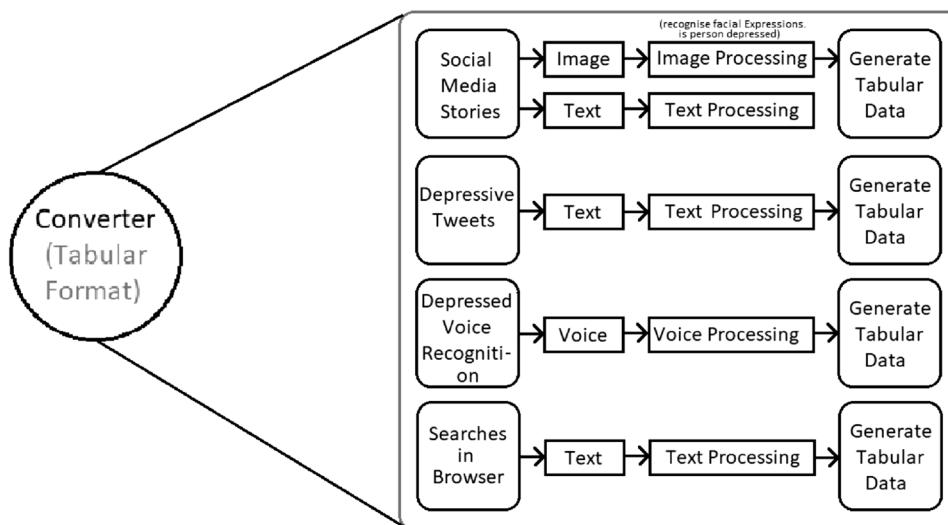 Converter
(Tabular
Format)
Social
Media
Stories
Image
(recognise facial Expressions.
is person depressed)
Image Processing
Text
Text Processing
Generate
Tabular
Data
Depressive
Tweets
Text
Text Processing
Generate
Tabular
Data
Depressed
Voice
Recogniti-
on
Voice
Voice Processing
Generate
Tabular
Data
Searches
in
Browser
Text
Text Processing
Generate
Tabular
Data